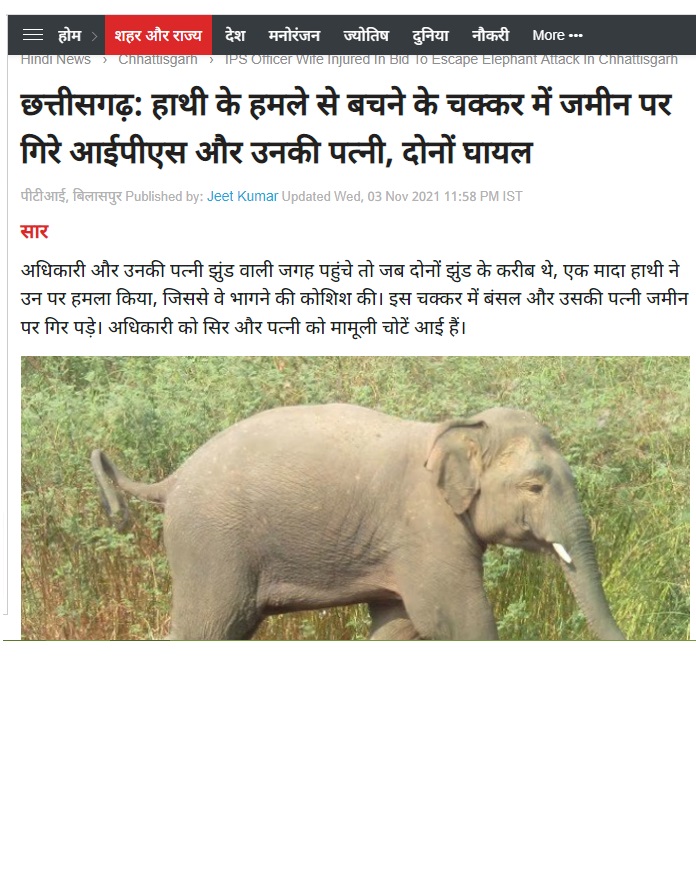 होम
शहर और राज्य
देश
मनोरंजन
ज्योतिष
दुनिया
नौकरी
More •••
Hindi News › Chhattisgarh › IPS Officer Wife Injured In Bid To Escape Elephant Attack In Chhattisgarh
छत्तीसगढ़: हाथी के हमले से बचने के चक्कर में जमीन पर
गिरे आईपीएस और उनकी पत्नी, दोनों घायल
पीटीआई, बिलासपुर Published by: Jeet Kumar Updated Wed, 03 Nov 2021 11:58 PM IST
सार
अधिकारी और उनकी पत्नी झुंड वाली जगह पहुंचे तो जब दोनों झुंड के करीब थे, एक मादा हाथी ने
उन पर हमला किया, जिससे वे भागने की कोशिश की। इस चक्कर में बंसल और उसकी पत्नी जमीन
पर गिर पड़े। अधिकारी को सिर और पत्नी को मामूली चोटें आई हैं।